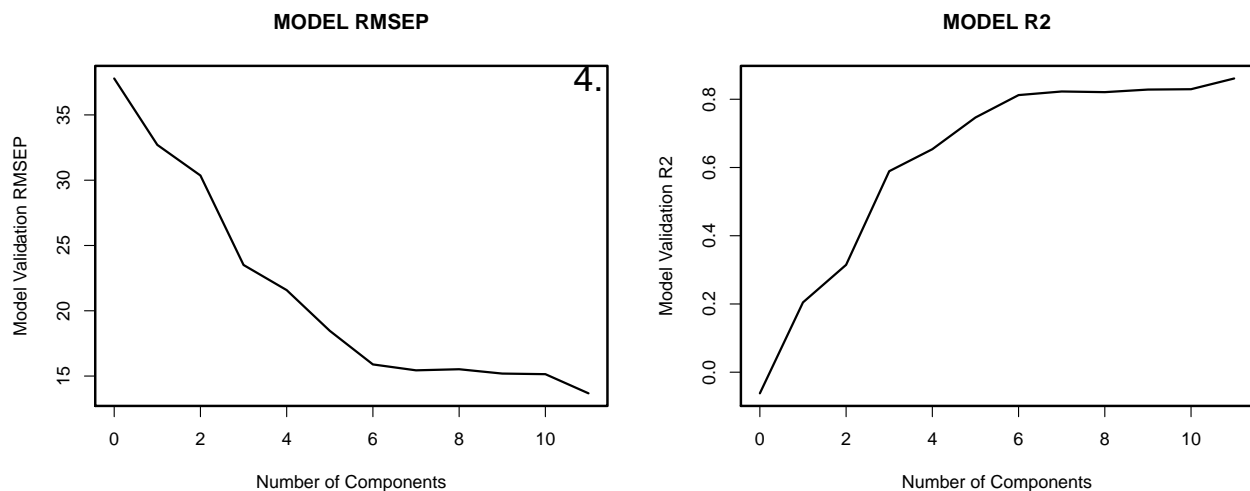 MODEL RMSEP
4.
35
30
25
20
15
Model Validation RMSEP
0 2 4 6 8 10
Number of Components
MODEL R2
0.8
0.6
0.4
0.2
0.0
Model Validation R2
0 2 4 6 8 10
Number of Components